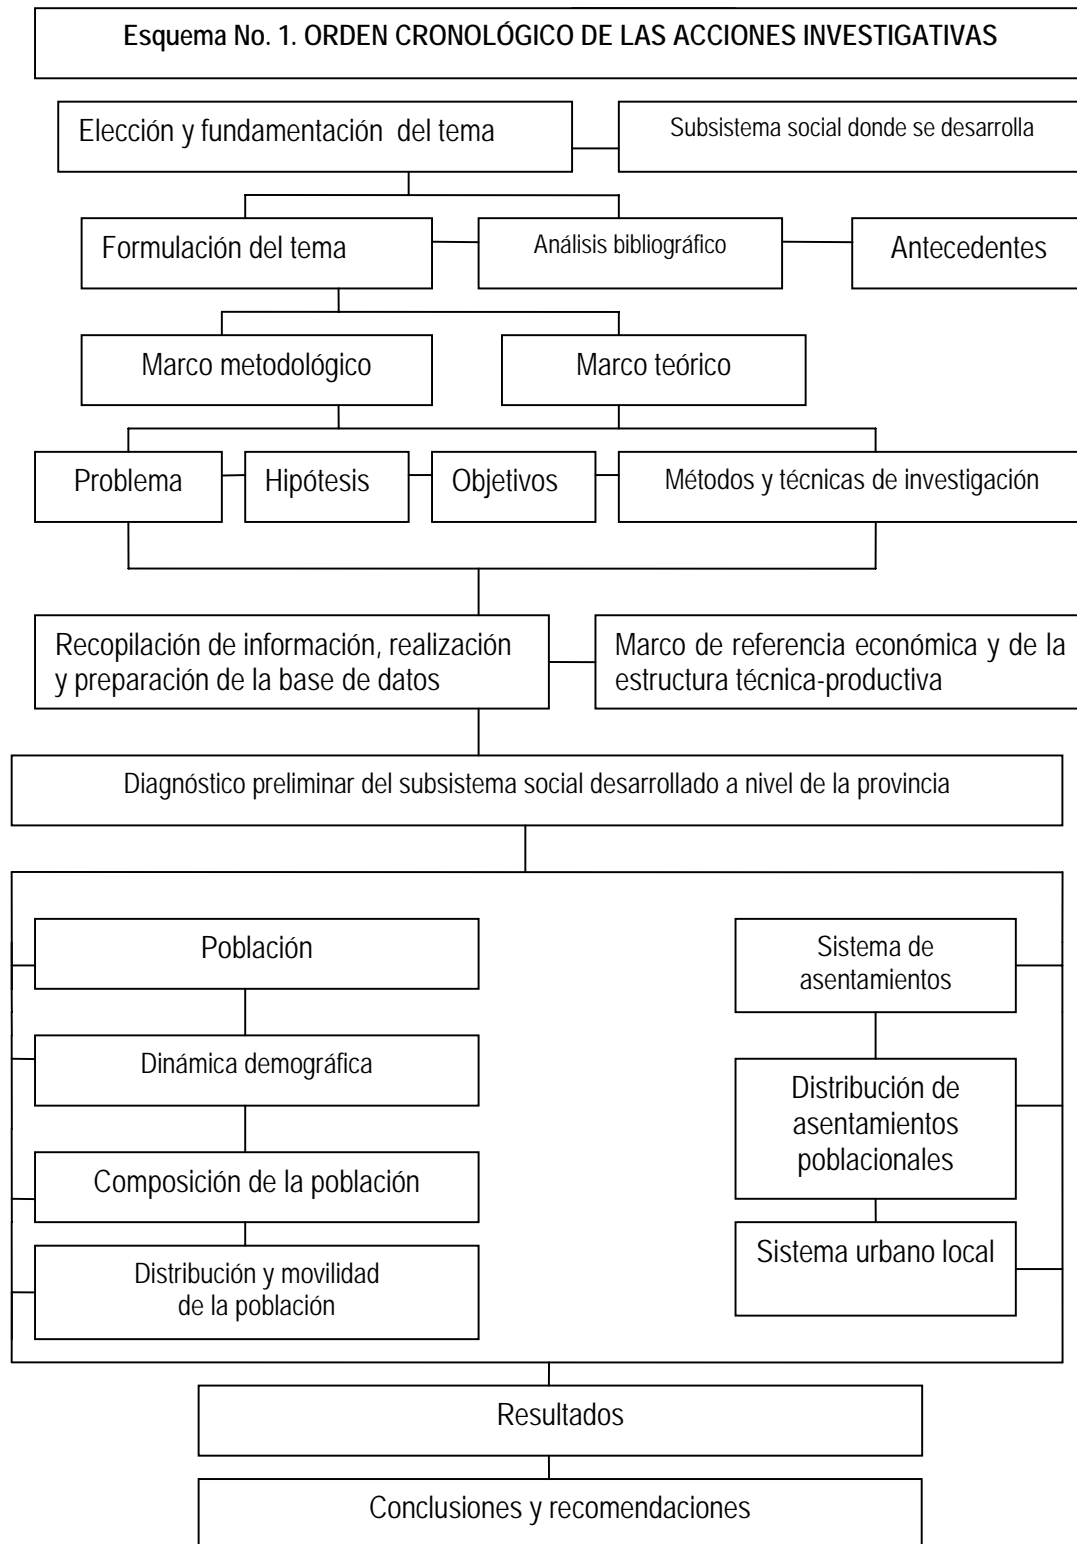 Esquema No. 1. ORDEN CRONOLÓGICO DE LAS ACCIONES INVESTIGATIVAS
Elección y fundamentación del tema
Subsistema social donde se desarrolla
Formulación del tema
Análisis bibliográfico
Antecedentes
Marco metodológico
Marco teórico
Problema
Hipótesis
Objetivos
Métodos y técnicas de investigación
Recopilación de información, realización
y preparación de la base de datos
Marco de referencia económica y de la
estructura técnica-productiva
Diagnóstico preliminar del subsistema social desarrollado a nivel de la provincia
Población
Dinámica demográfica
Composición de la población
Distribución y movilidad
de la población
Sistema de
asentamientos
Distribución de
asentamientos
poblacionales
Sistema urbano local
Resultados
Conclusiones y recomendaciones